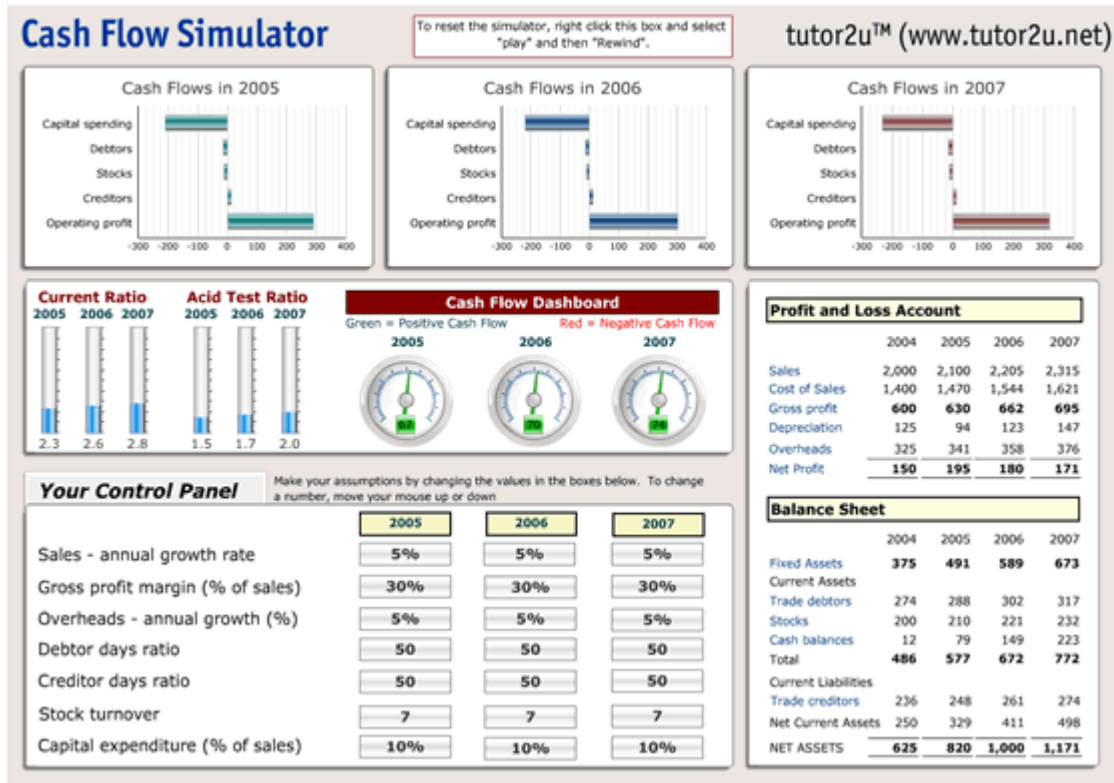 Cash Flow Simulator
To reset the simulator, right click this box and select
"play" and then "Rewind".
tutor2u™ (www.tutor2u.net)
Cash Flows in 2005
Capital spending
Debtors
Stocks
Creditors
Operating profit
-300 -200 -100 0 100 200 300 400
Cash Flows in 2006
Capital spending
Debtors
Stocks
Creditors
Operating profit
-300 -200 -100 0 100 200 300 400
Cash Flows in 2007
Capital spending
Debtors
Stocks
Creditors
Operating profit
-300 -200 -100 0 100 200 300 400
Current Ratio
2005 2006 2007
2.3 2.6 2.8
Acid Test Ratio
2005 2006 2007
1.5 1.7 2.0
Cash Flow Dashboard
Green = Positive Cash Flow Red = Negative Cash Flow
2005 2006 2007
67 70 74
Your Control Panel
Make your assumptions by changing the values in the boxes below. To change
a number, move your mouse up or down
2005 2006 2007
Sales - annual growth rate 5% 5% 5%
Gross profit margin (% of sales) 30% 30% 30%
Overheads - annual growth (%) 5% 5% 5%
Debtor days ratio 50 50 50
Creditor days ratio 50 50 50
Stock turnover 7 7 7
Capital expenditure (% of sales) 10% 10% 10%
Profit and Loss Account
2004 2005 2006 2007
Sales 2,000 2,100 2,205 2,315
Cost of Sales 1,400 1,470 1,544 1,621
Gross profit 600 630 662 695
Depreciation 125 94 123 147
Overheads 325 341 358 376
Net Profit 150 195 180 171
Balance Sheet
2004 2005 2006 2007
Fixed Assets 375 491 589 673
Current Assets
Trade debtors 274 288 302 317
Stocks 200 210 221 232
Cash balances 12 79 149 223
Total 486 577 672 772
Current Liabilities
Trade creditors 236 248 261 274
Net Current Assets 250 329 411 498
NET ASSETS 625 820 1,000 1,171